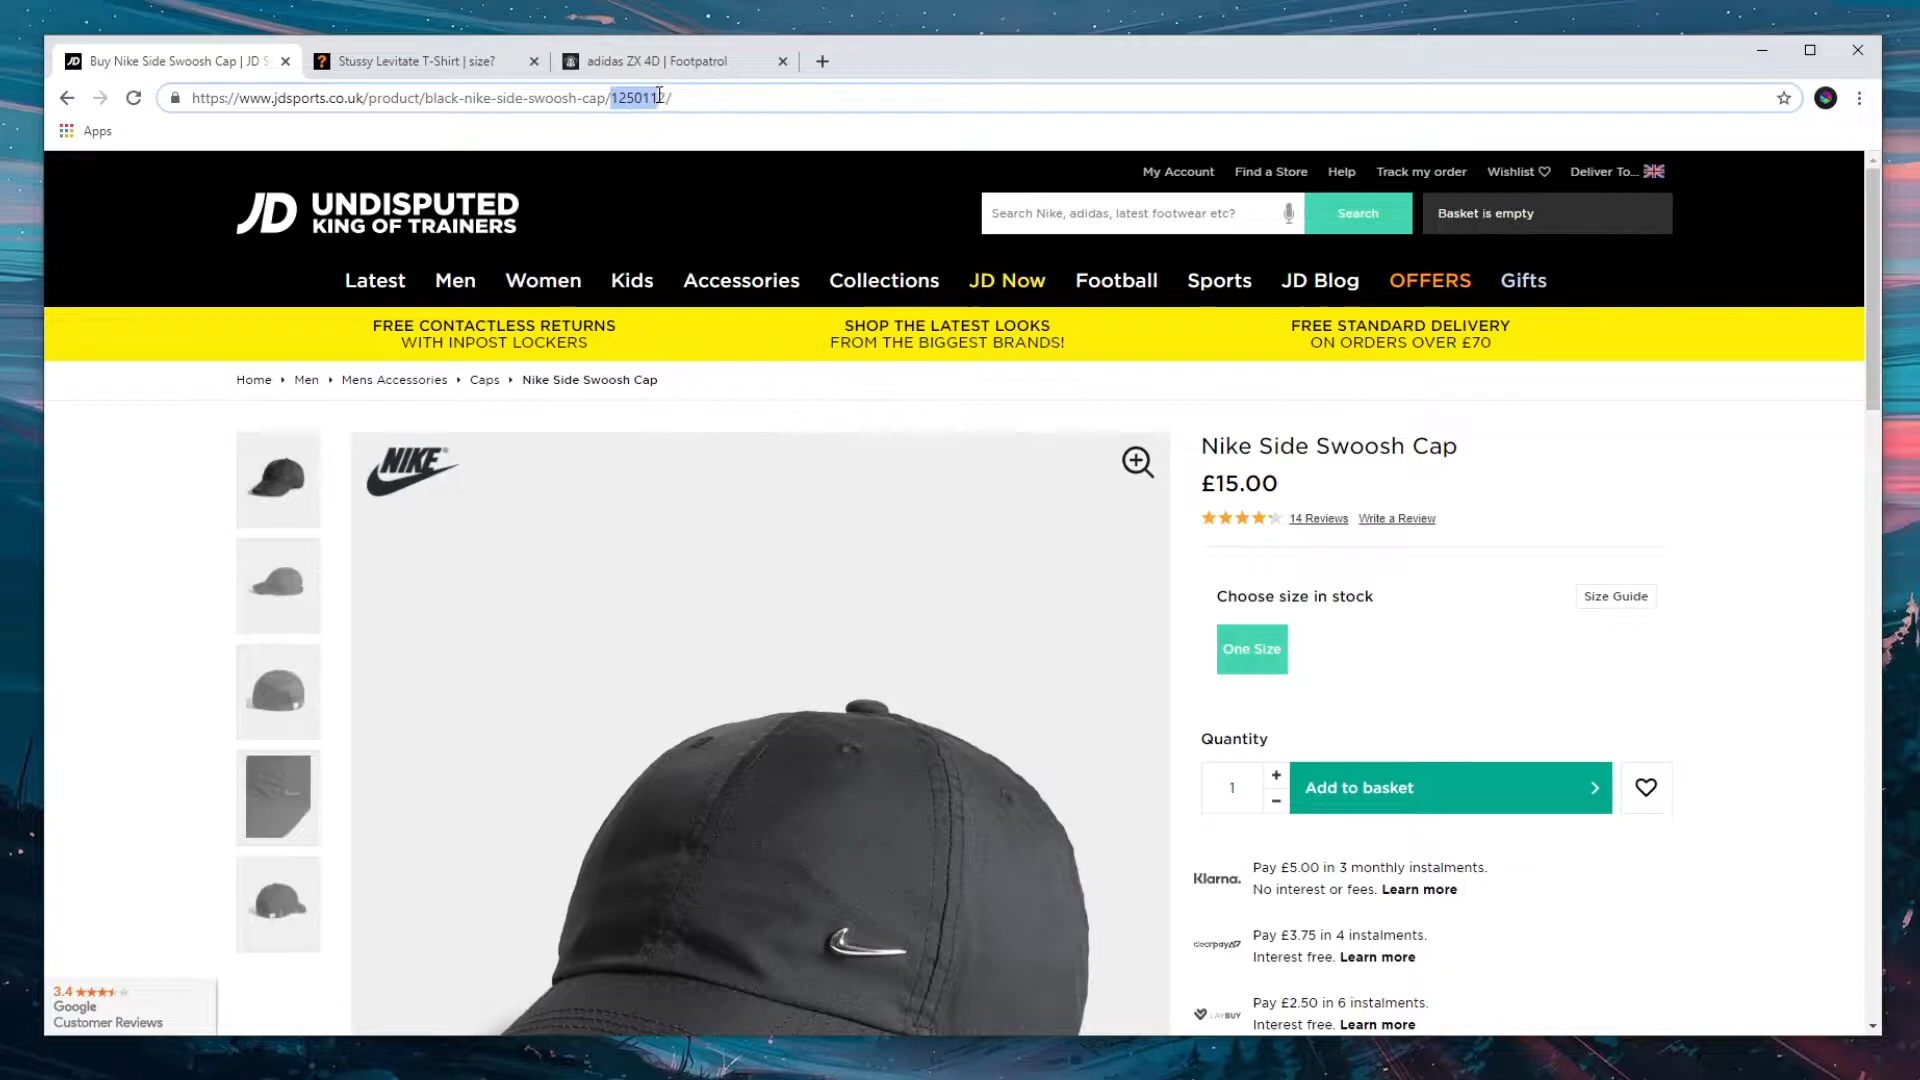 Buy Nike Side Swoosh Cap | JD S
Stussy Levitate T-Shirt | size?
adidas ZX 4D | Footpatrol
https://www.jdsports.co.uk/product/black-nike-side-swoosh-cap/1250112/
Apps
My Account Find a Store Help Track my order Wishlist Deliver To...
JD UNDISPUTED
KING OF TRAINERS
Search Nike, adidas, latest footwear etc? Search Basket is empty
Latest Men Women Kids Accessories Collections JD Now Football Sports JD Blog OFFERS Gifts
FREE CONTACTLESS RETURNS
WITH INPOST LOCKERS
SHOP THE LATEST LOOKS
FROM THE BIGGEST BRANDS!
FREE STANDARD DELIVERY
ON ORDERS OVER £70
Home Men Mens Accessories Caps Nike Side Swoosh Cap
NIKE
Nike Side Swoosh Cap
£15.00
14 Reviews Write a Review
Choose size in stock Size Guide
One Size
Quantity
1 + − Add to basket
Klarna. Pay £5.00 in 3 monthly instalments.
No interest or fees. Learn more
clearpay Pay £3.75 in 4 instalments.
Interest free. Learn more
LAYBUY Pay £2.50 in 6 instalments.
Interest free. Learn more
3.4
Google
Customer Reviews